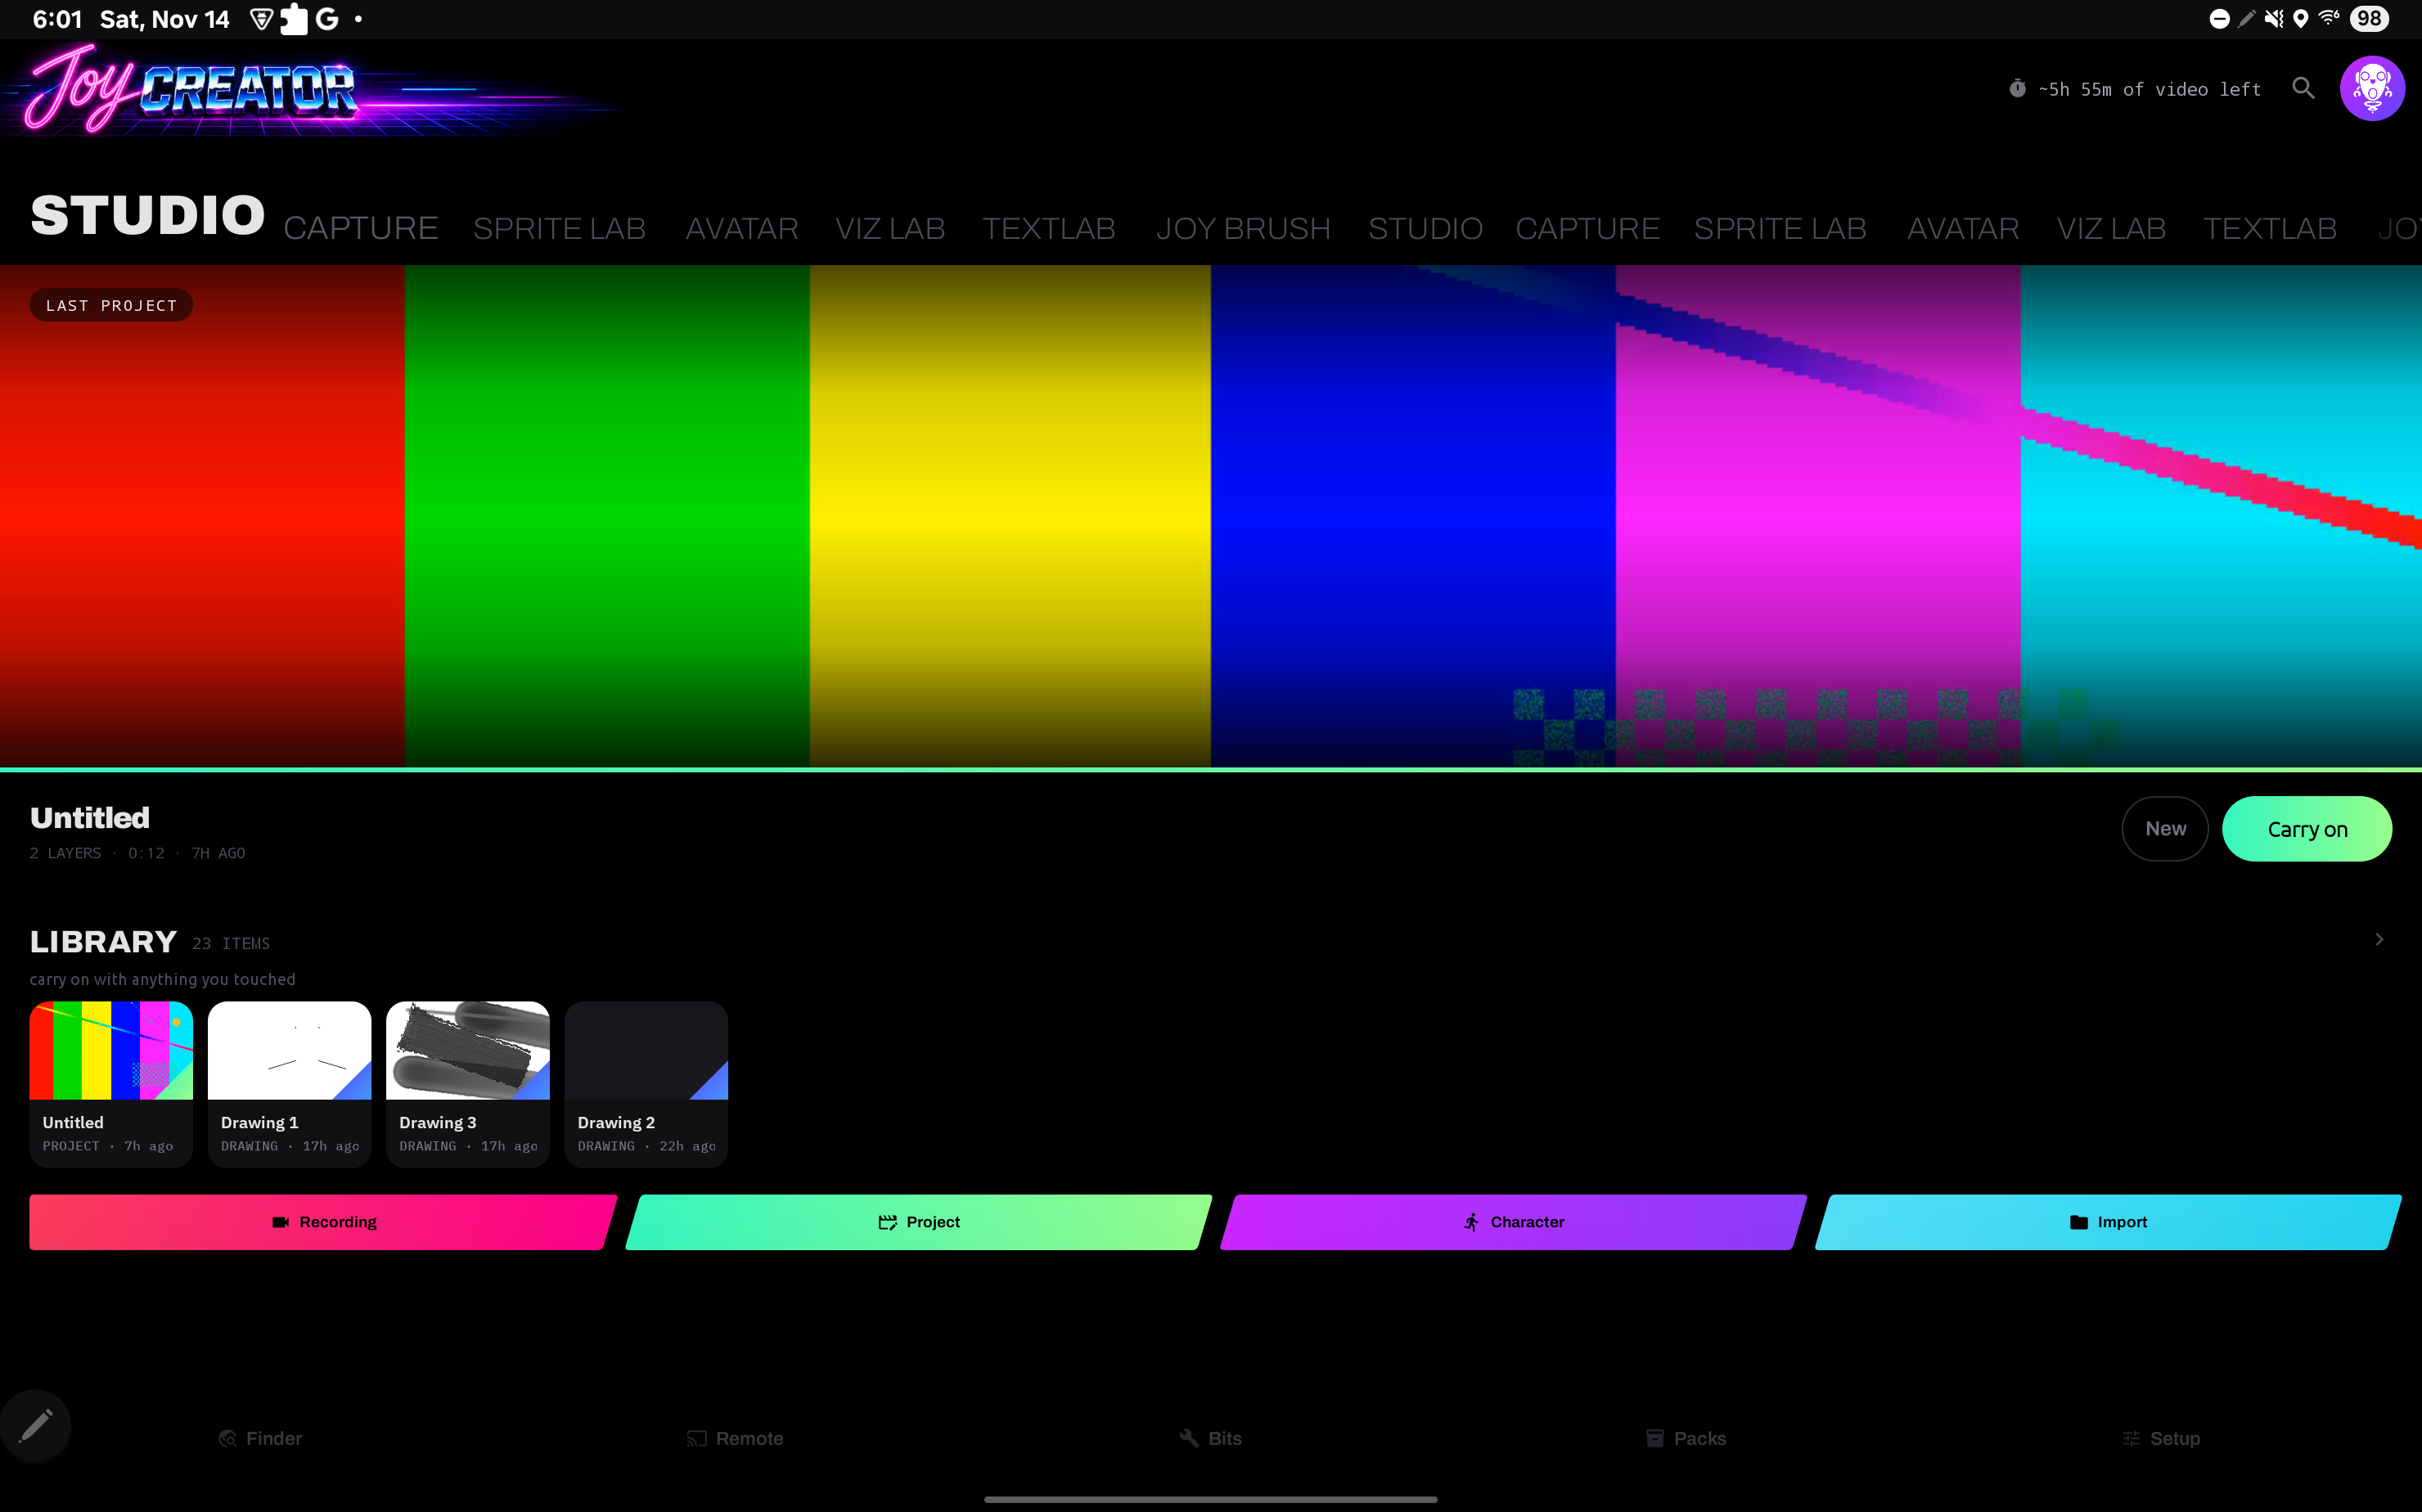 6:01 Sat, Nov 14
98
Joy CREATOR
~5h 55m of video left
STUDIO CAPTURE SPRITE LAB AVATAR VIZ LAB TEXTLAB JOY BRUSH STUDIO CAPTURE SPRITE LAB AVATAR VIZ LAB TEXTLAB JOY
LAST PROJECT
Untitled
2 LAYERS · 0:12 · 7H AGO
New
Carry on
LIBRARY 23 ITEMS
carry on with anything you touched
Untitled
PROJECT · 7h ago
Drawing 1
DRAWING · 17h ago
Drawing 3
DRAWING · 17h ago
Drawing 2
DRAWING · 22h ago
Recording
Project
Character
Import
Finder
Remote
Bits
Packs
Setup